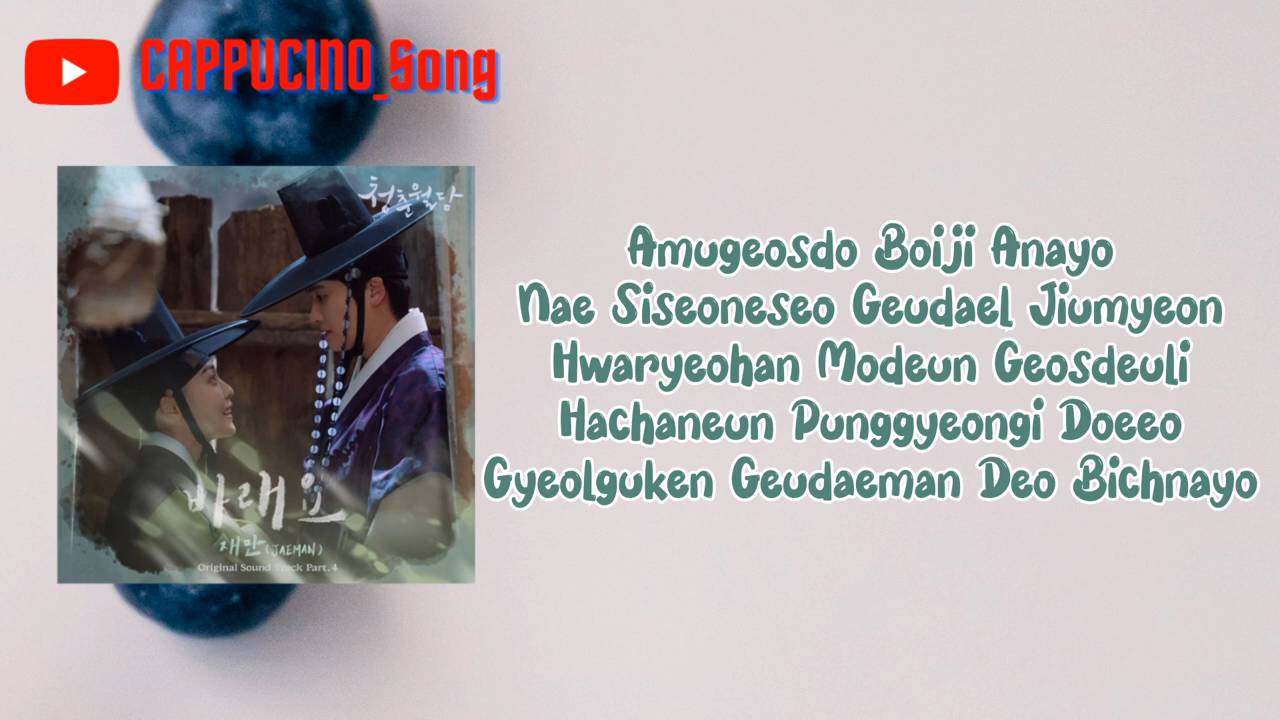 CAPPUCINO_Song
청춘월담
바래요
재만 (JAEMAN)
Original Sound Track Part.4
Amugeosdo Boiji Anayo
Nae Siseoneseo Geudael Jiumyeon
Hwaryeohan Modeun Geosdeuli
Hachaneun Punggyeongi Doeeo
Gyeolguken Geudaeman Deo Bichnayo